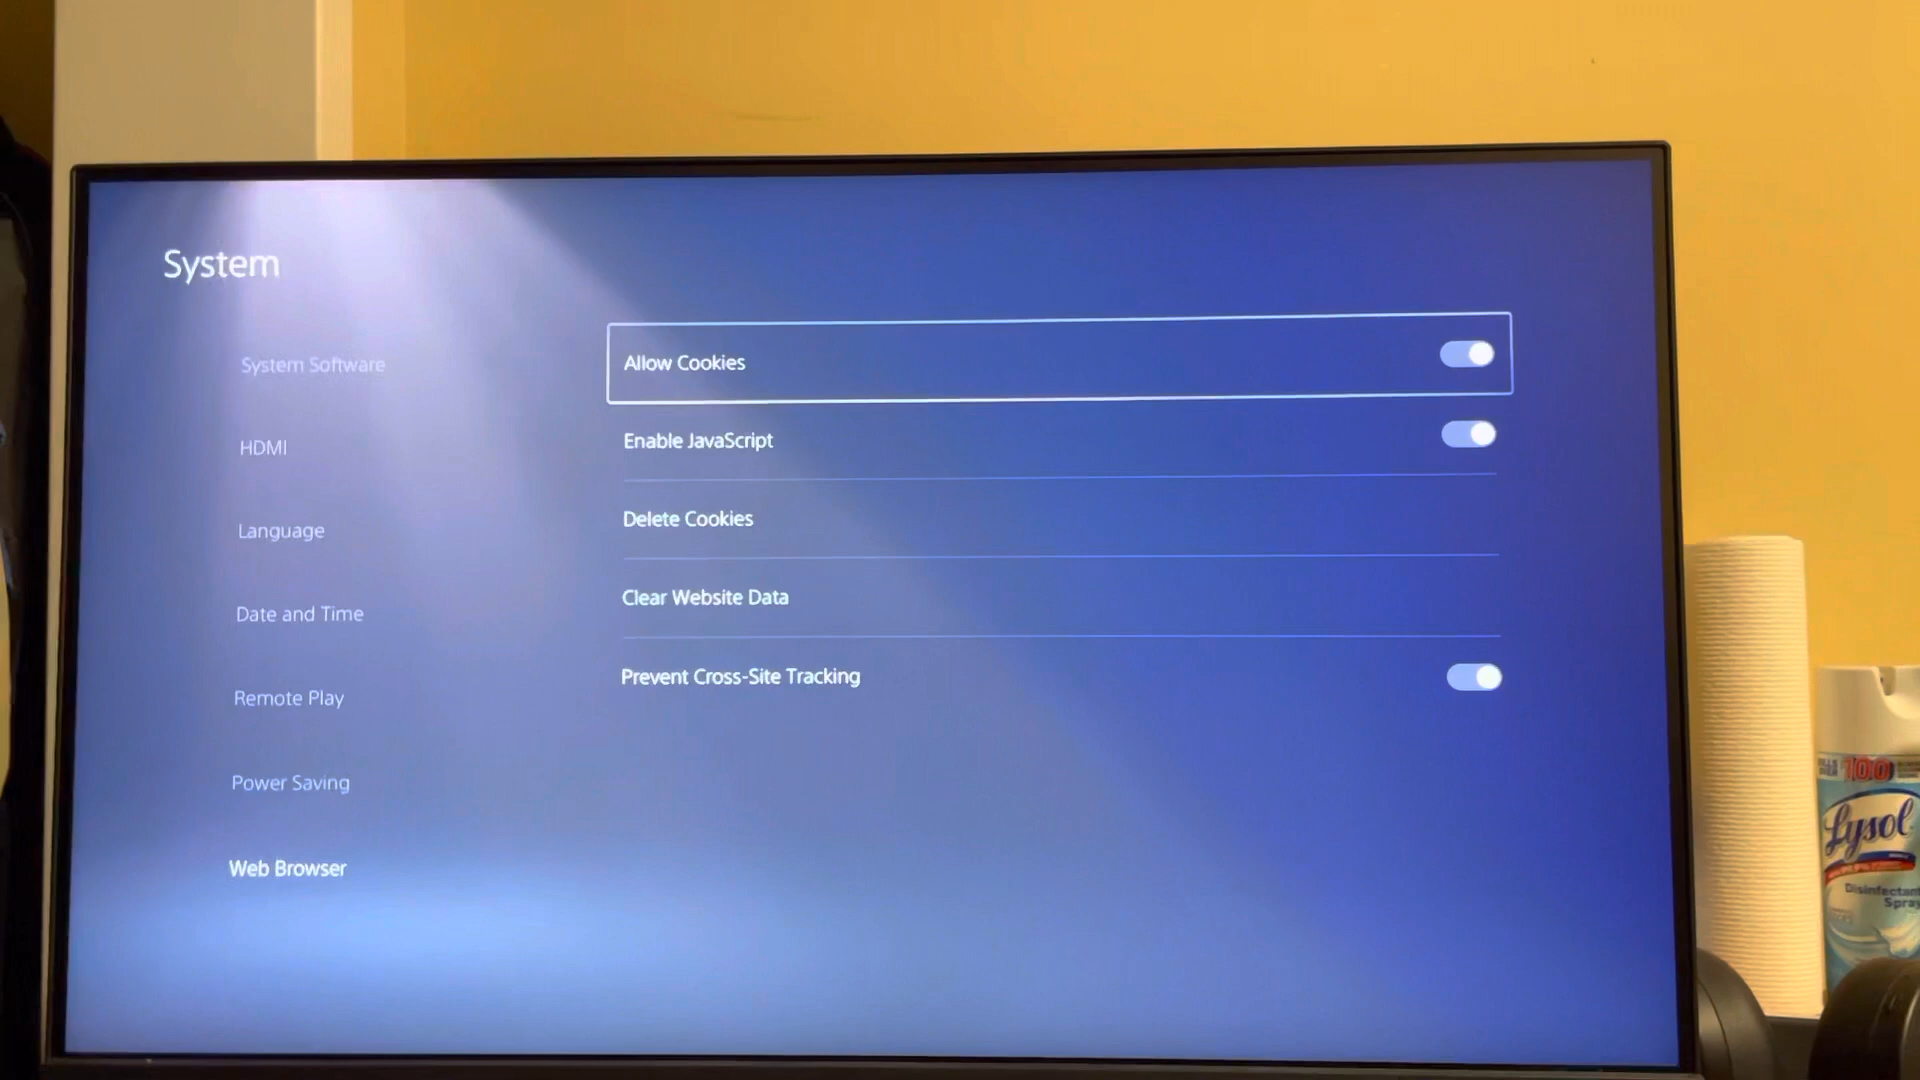 System
System Software
HDMI
Language
Date and Time
Remote Play
Power Saving
Web Browser
Allow Cookies
Enable JavaScript
Delete Cookies
Clear Website Data
Prevent Cross-Site Tracking
100
Lysol
Disinfectant
Spray